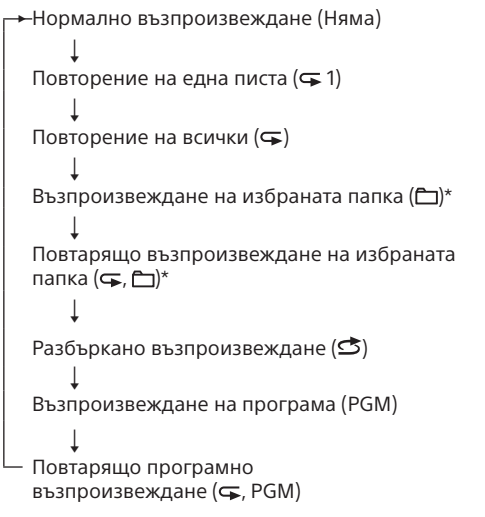 Нормално възпроизвеждане (Няма)
Повторение на една писта (1)
Повторение на всички ()
Възпроизвеждане на избраната папка ()*
Повтарящо възпроизвеждане на избраната
папка (, )*
Разбъркано възпроизвеждане ()
Възпроизвеждане на програма (PGM)
Повтарящо програмно
възпроизвеждане (, PGM)